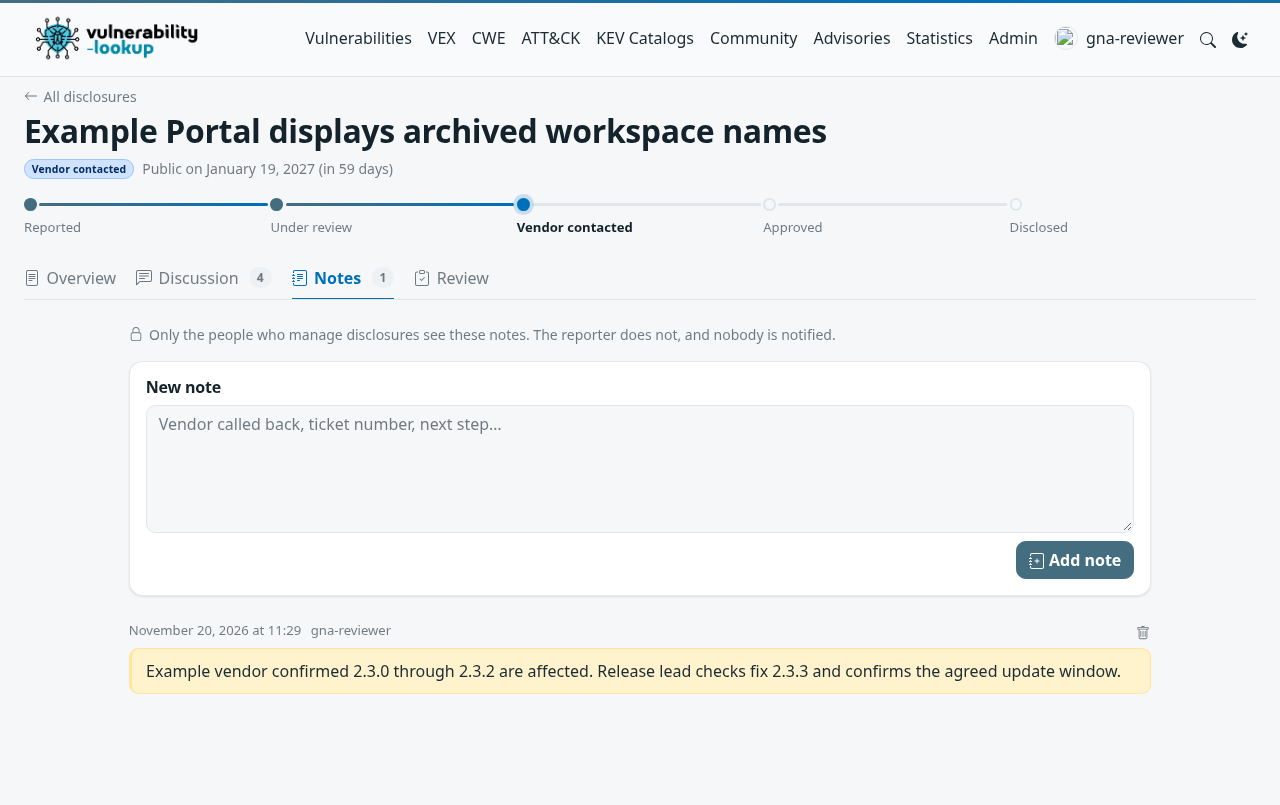 vulnerability
-lookup
Vulnerabilities VEX CWE ATT&CK KEV Catalogs Community Advisories Statistics Admin gna-reviewer
All disclosures
Example Portal displays archived workspace names
Vendor contacted Public on January 19, 2027 (in 59 days)
Reported Under review Vendor contacted Approved Disclosed
Overview Discussion 4 Notes 1 Review
Only the people who manage disclosures see these notes. The reporter does not, and nobody is notified.
New note
Vendor called back, ticket number, next step...
Add note
November 20, 2026 at 11:29 gna-reviewer
Example vendor confirmed 2.3.0 through 2.3.2 are affected. Release lead checks fix 2.3.3 and confirms the agreed update window.